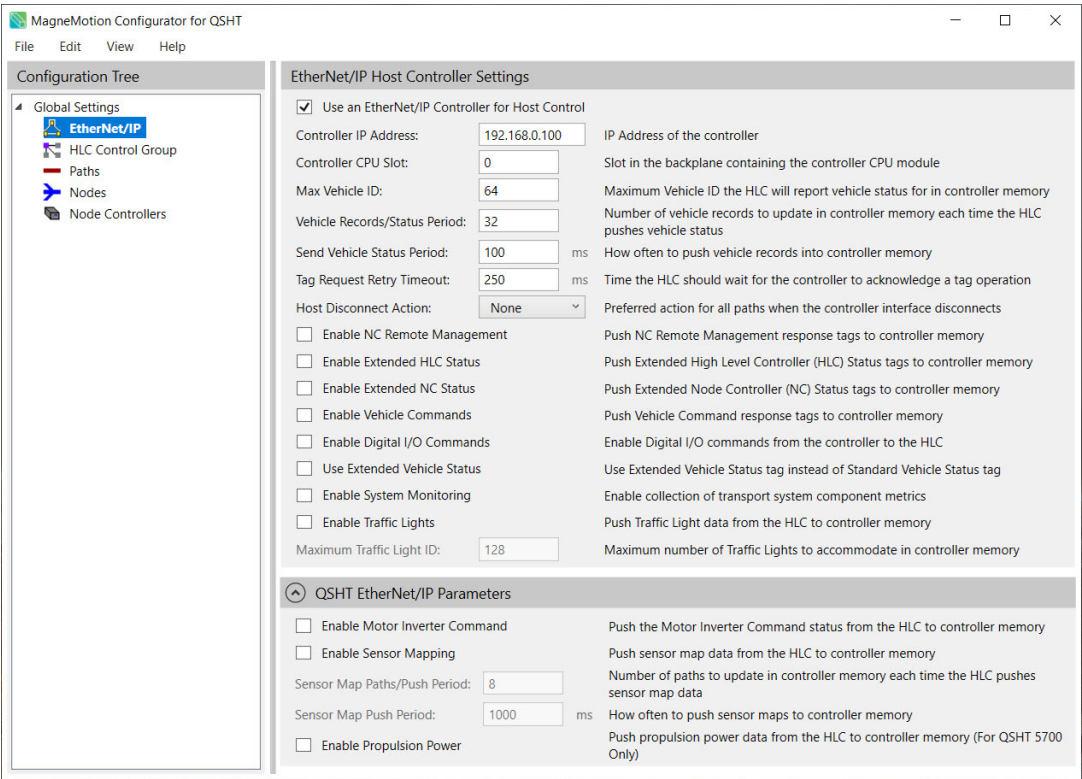 MagneMotion Configurator for QSHT
File Edit View Help
Configuration Tree
Global Settings
EtherNet/IP
HLC Control Group
Paths
Nodes
Node Controllers
EtherNet/IP Host Controller Settings
Use an EtherNet/IP Controller for Host Control
Controller IP Address: 192.168.0.100 IP Address of the controller
Controller CPU Slot: 0 Slot in the backplane containing the controller CPU module
Max Vehicle ID: 64 Maximum Vehicle ID the HLC will report vehicle status for in controller memory
Vehicle Records/Status Period: 32 Number of vehicle records to update in controller memory each time the HLC
pushes vehicle status
Send Vehicle Status Period: 100 ms How often to push vehicle records into controller memory
Tag Request Retry Timeout: 250 ms Time the HLC should wait for the controller to acknowledge a tag operation
Host Disconnect Action: None Preferred action for all paths when the controller interface disconnects
Enable NC Remote Management Push NC Remote Management response tags to controller memory
Enable Extended HLC Status Push Extended High Level Controller (HLC) Status tags to controller memory
Enable Extended NC Status Push Extended Node Controller (NC) Status tags to controller memory
Enable Vehicle Commands Push Vehicle Command response tags to controller memory
Enable Digital I/O Commands Enable Digital I/O commands from the controller to the HLC
Use Extended Vehicle Status Use Extended Vehicle Status tag instead of Standard Vehicle Status tag
Enable System Monitoring Enable collection of transport system component metrics
Enable Traffic Lights Push Traffic Light data from the HLC to controller memory
Maximum Traffic Light ID: 128 Maximum number of Traffic Lights to accommodate in controller memory
QSHT EtherNet/IP Parameters
Enable Motor Inverter Command Push the Motor Inverter Command status from the HLC to controller memory
Enable Sensor Mapping Push sensor map data from the HLC to controller memory
Sensor Map Paths/Push Period: 8 Number of paths to update in controller memory each time the HLC pushes
sensor map data
Sensor Map Push Period: 1000 ms How often to push sensor maps to controller memory
Enable Propulsion Power Push propulsion power data from the HLC to controller memory (For QSHT 5700
Only)